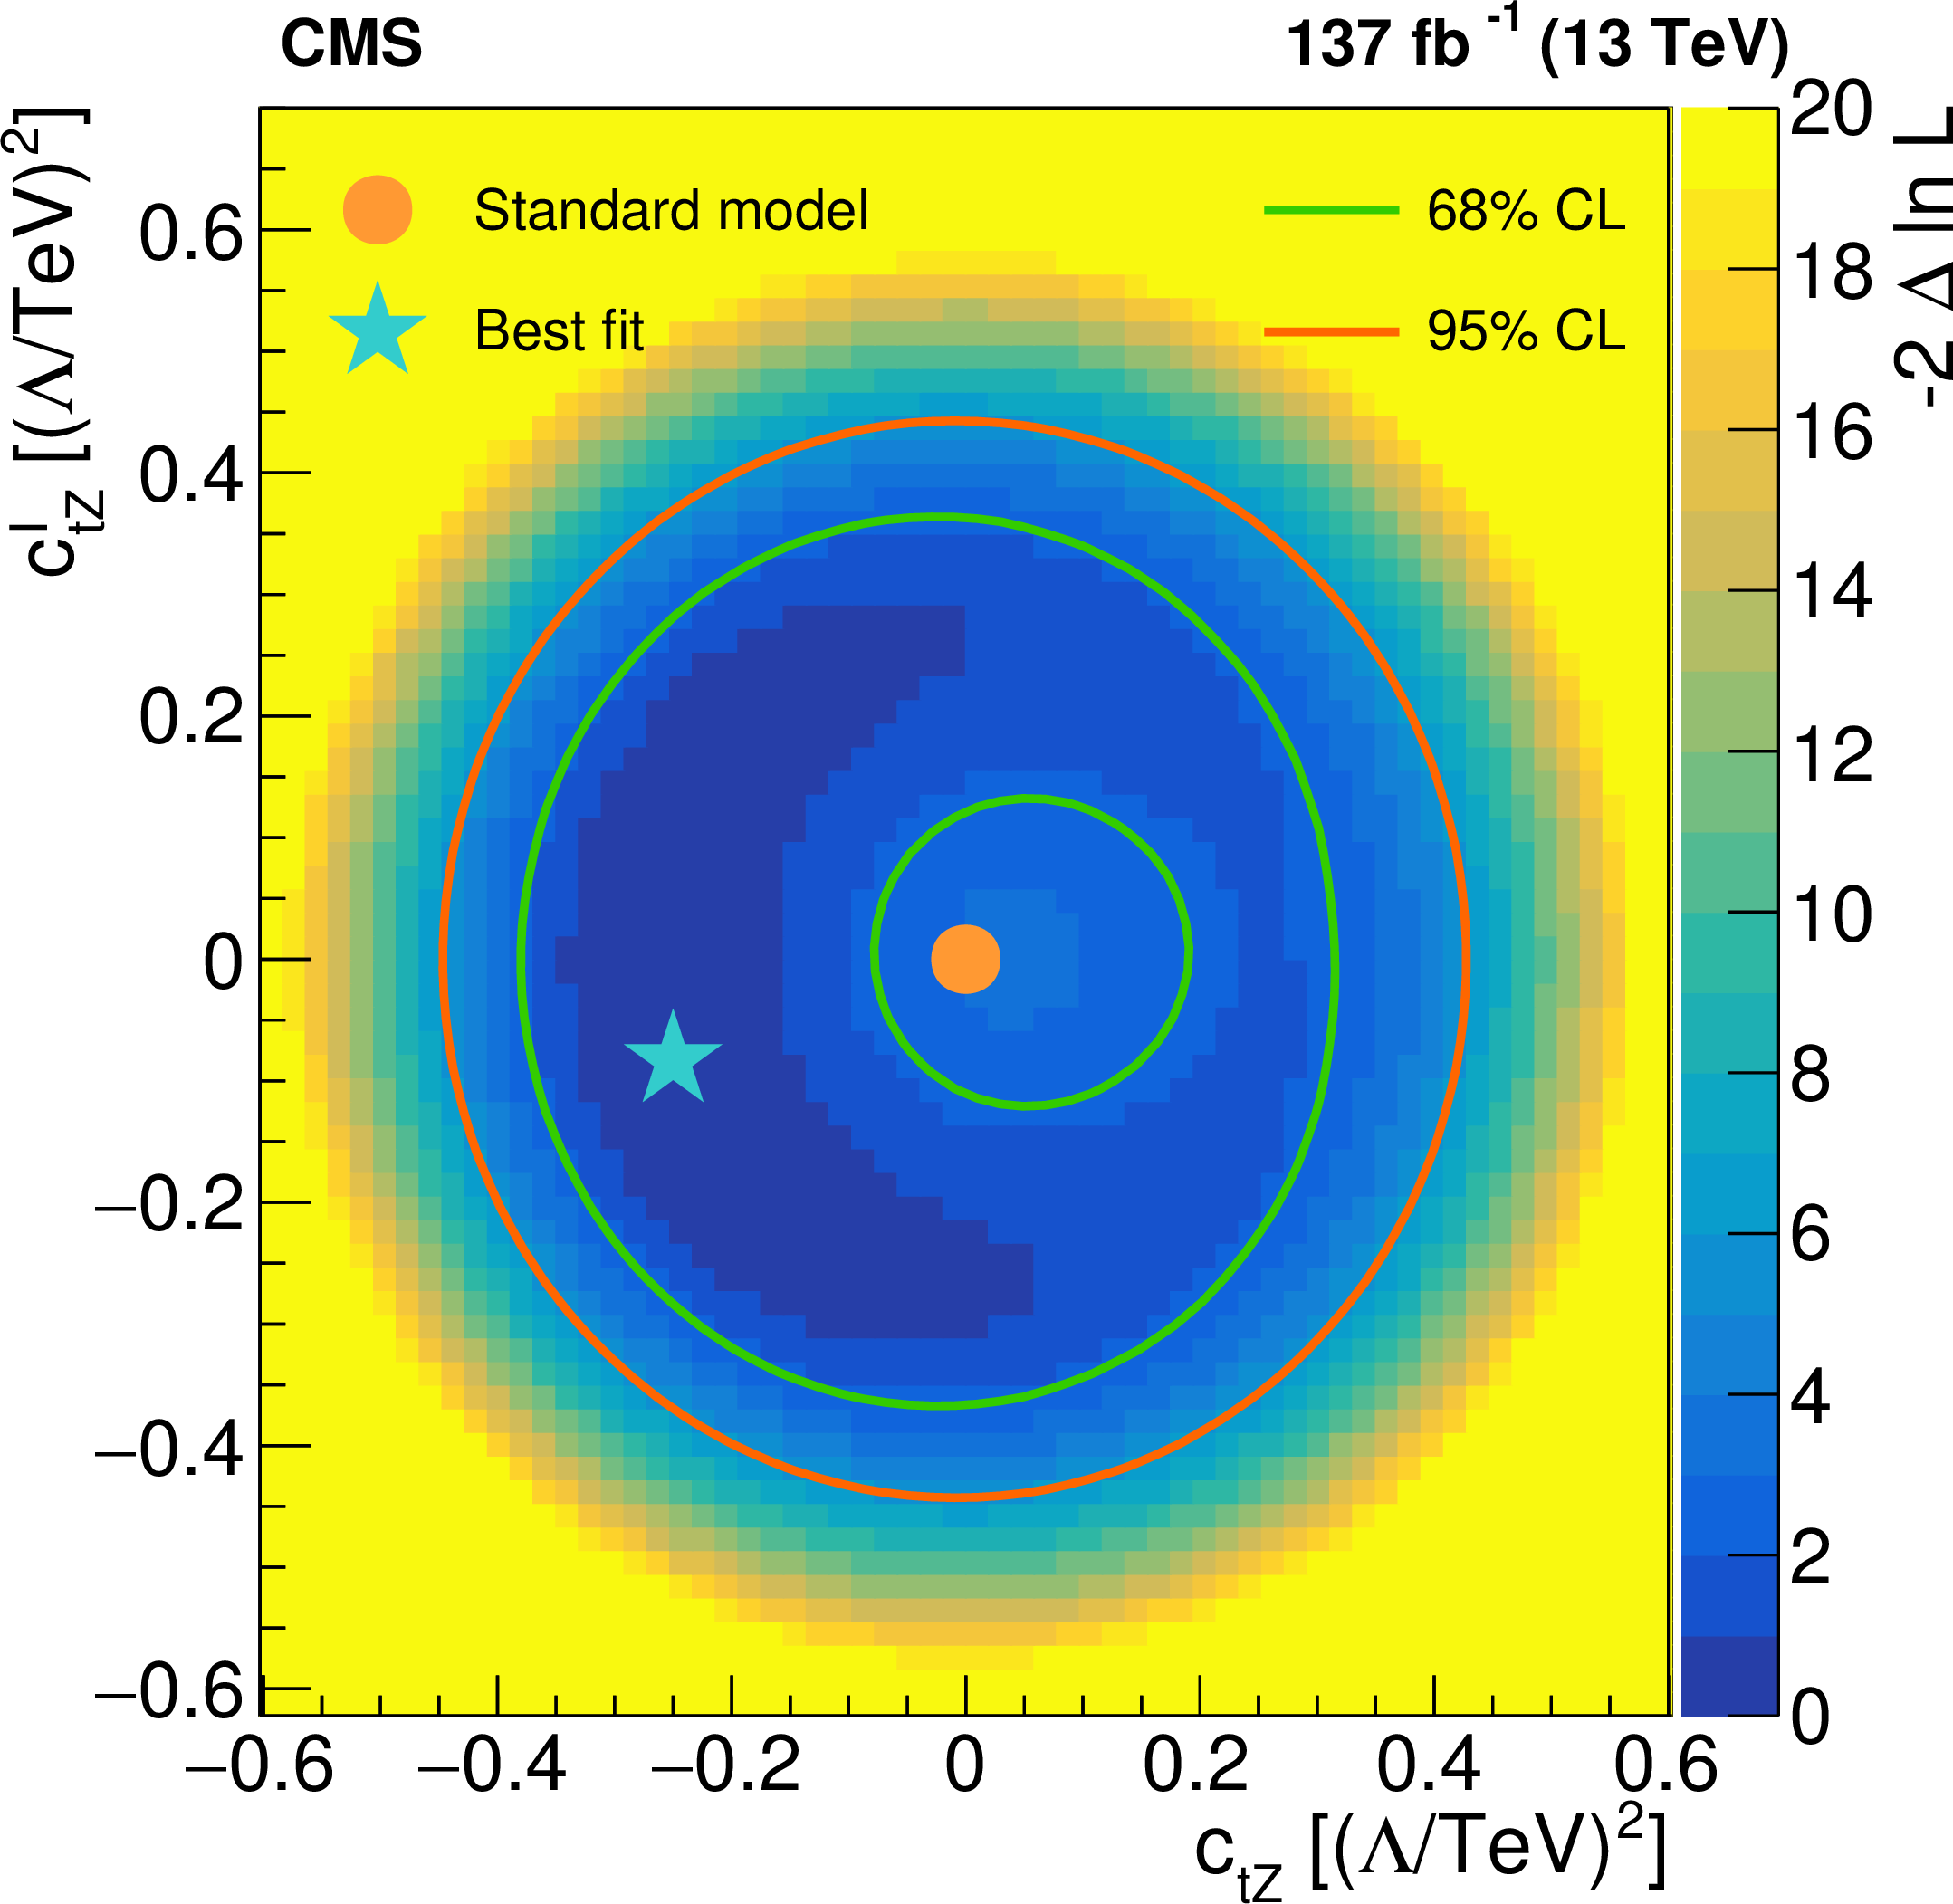 CMS
137 fb⁻¹ (13 TeV)
c^I_tZ [(Λ/TeV)²]
Standard model
Best fit
68% CL
95% CL
0.6
0.4
0.2
0
−0.2
−0.4
−0.6
−0.6
−0.4
−0.2
0
0.2
0.4
0.6
c_tZ [(Λ/TeV)²]
20
18
16
14
12
10
8
6
4
2
0
-2 Δ ln L